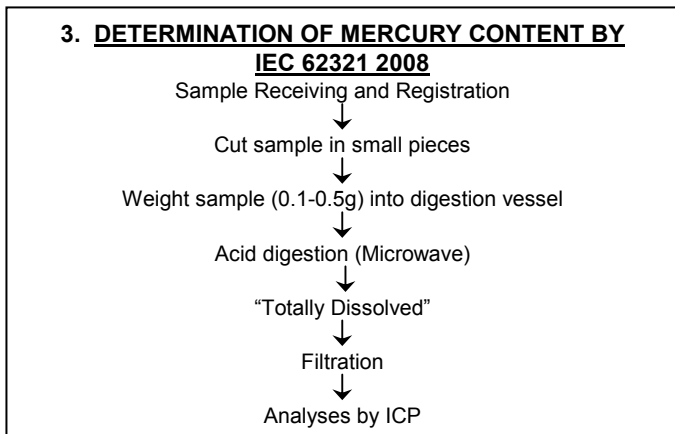 3. DETERMINATION OF MERCURY CONTENT BY
IEC 62321 2008
Sample Receiving and Registration
Cut sample in small pieces
Weight sample (0.1-0.5g) into digestion vessel
Acid digestion (Microwave)
“Totally Dissolved”
Filtration
Analyses by ICP